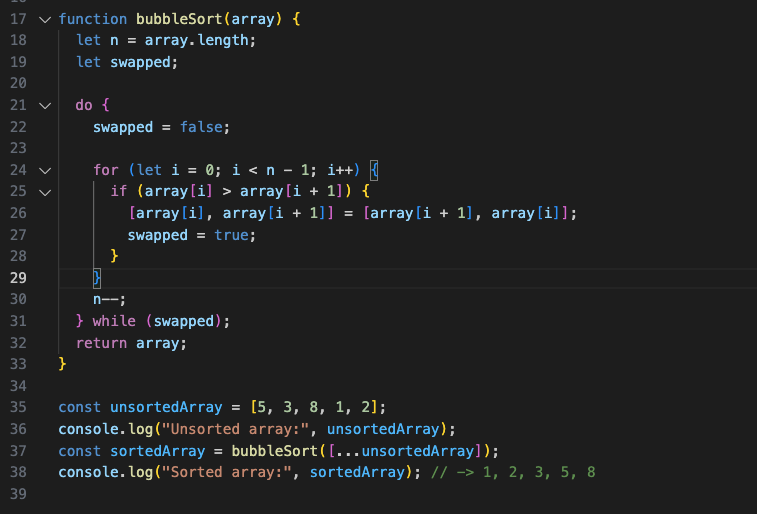 17 function bubbleSort(array) {
18 let n = array.length;
19 let swapped;
20
21 do {
22 swapped = false;
23
24 for (let i = 0; i < n - 1; i++) {
25 if (array[i] > array[i + 1]) {
26 [array[i], array[i + 1]] = [array[i + 1], array[i]];
27 swapped = true;
28 }
29 }
30 n--;
31 } while (swapped);
32 return array;
33 }
34
35 const unsortedArray = [5, 3, 8, 1, 2];
36 console.log("Unsorted array:", unsortedArray);
37 const sortedArray = bubbleSort([...unsortedArray]);
38 console.log("Sorted array:", sortedArray); // —> 1, 2, 3, 5, 8
39